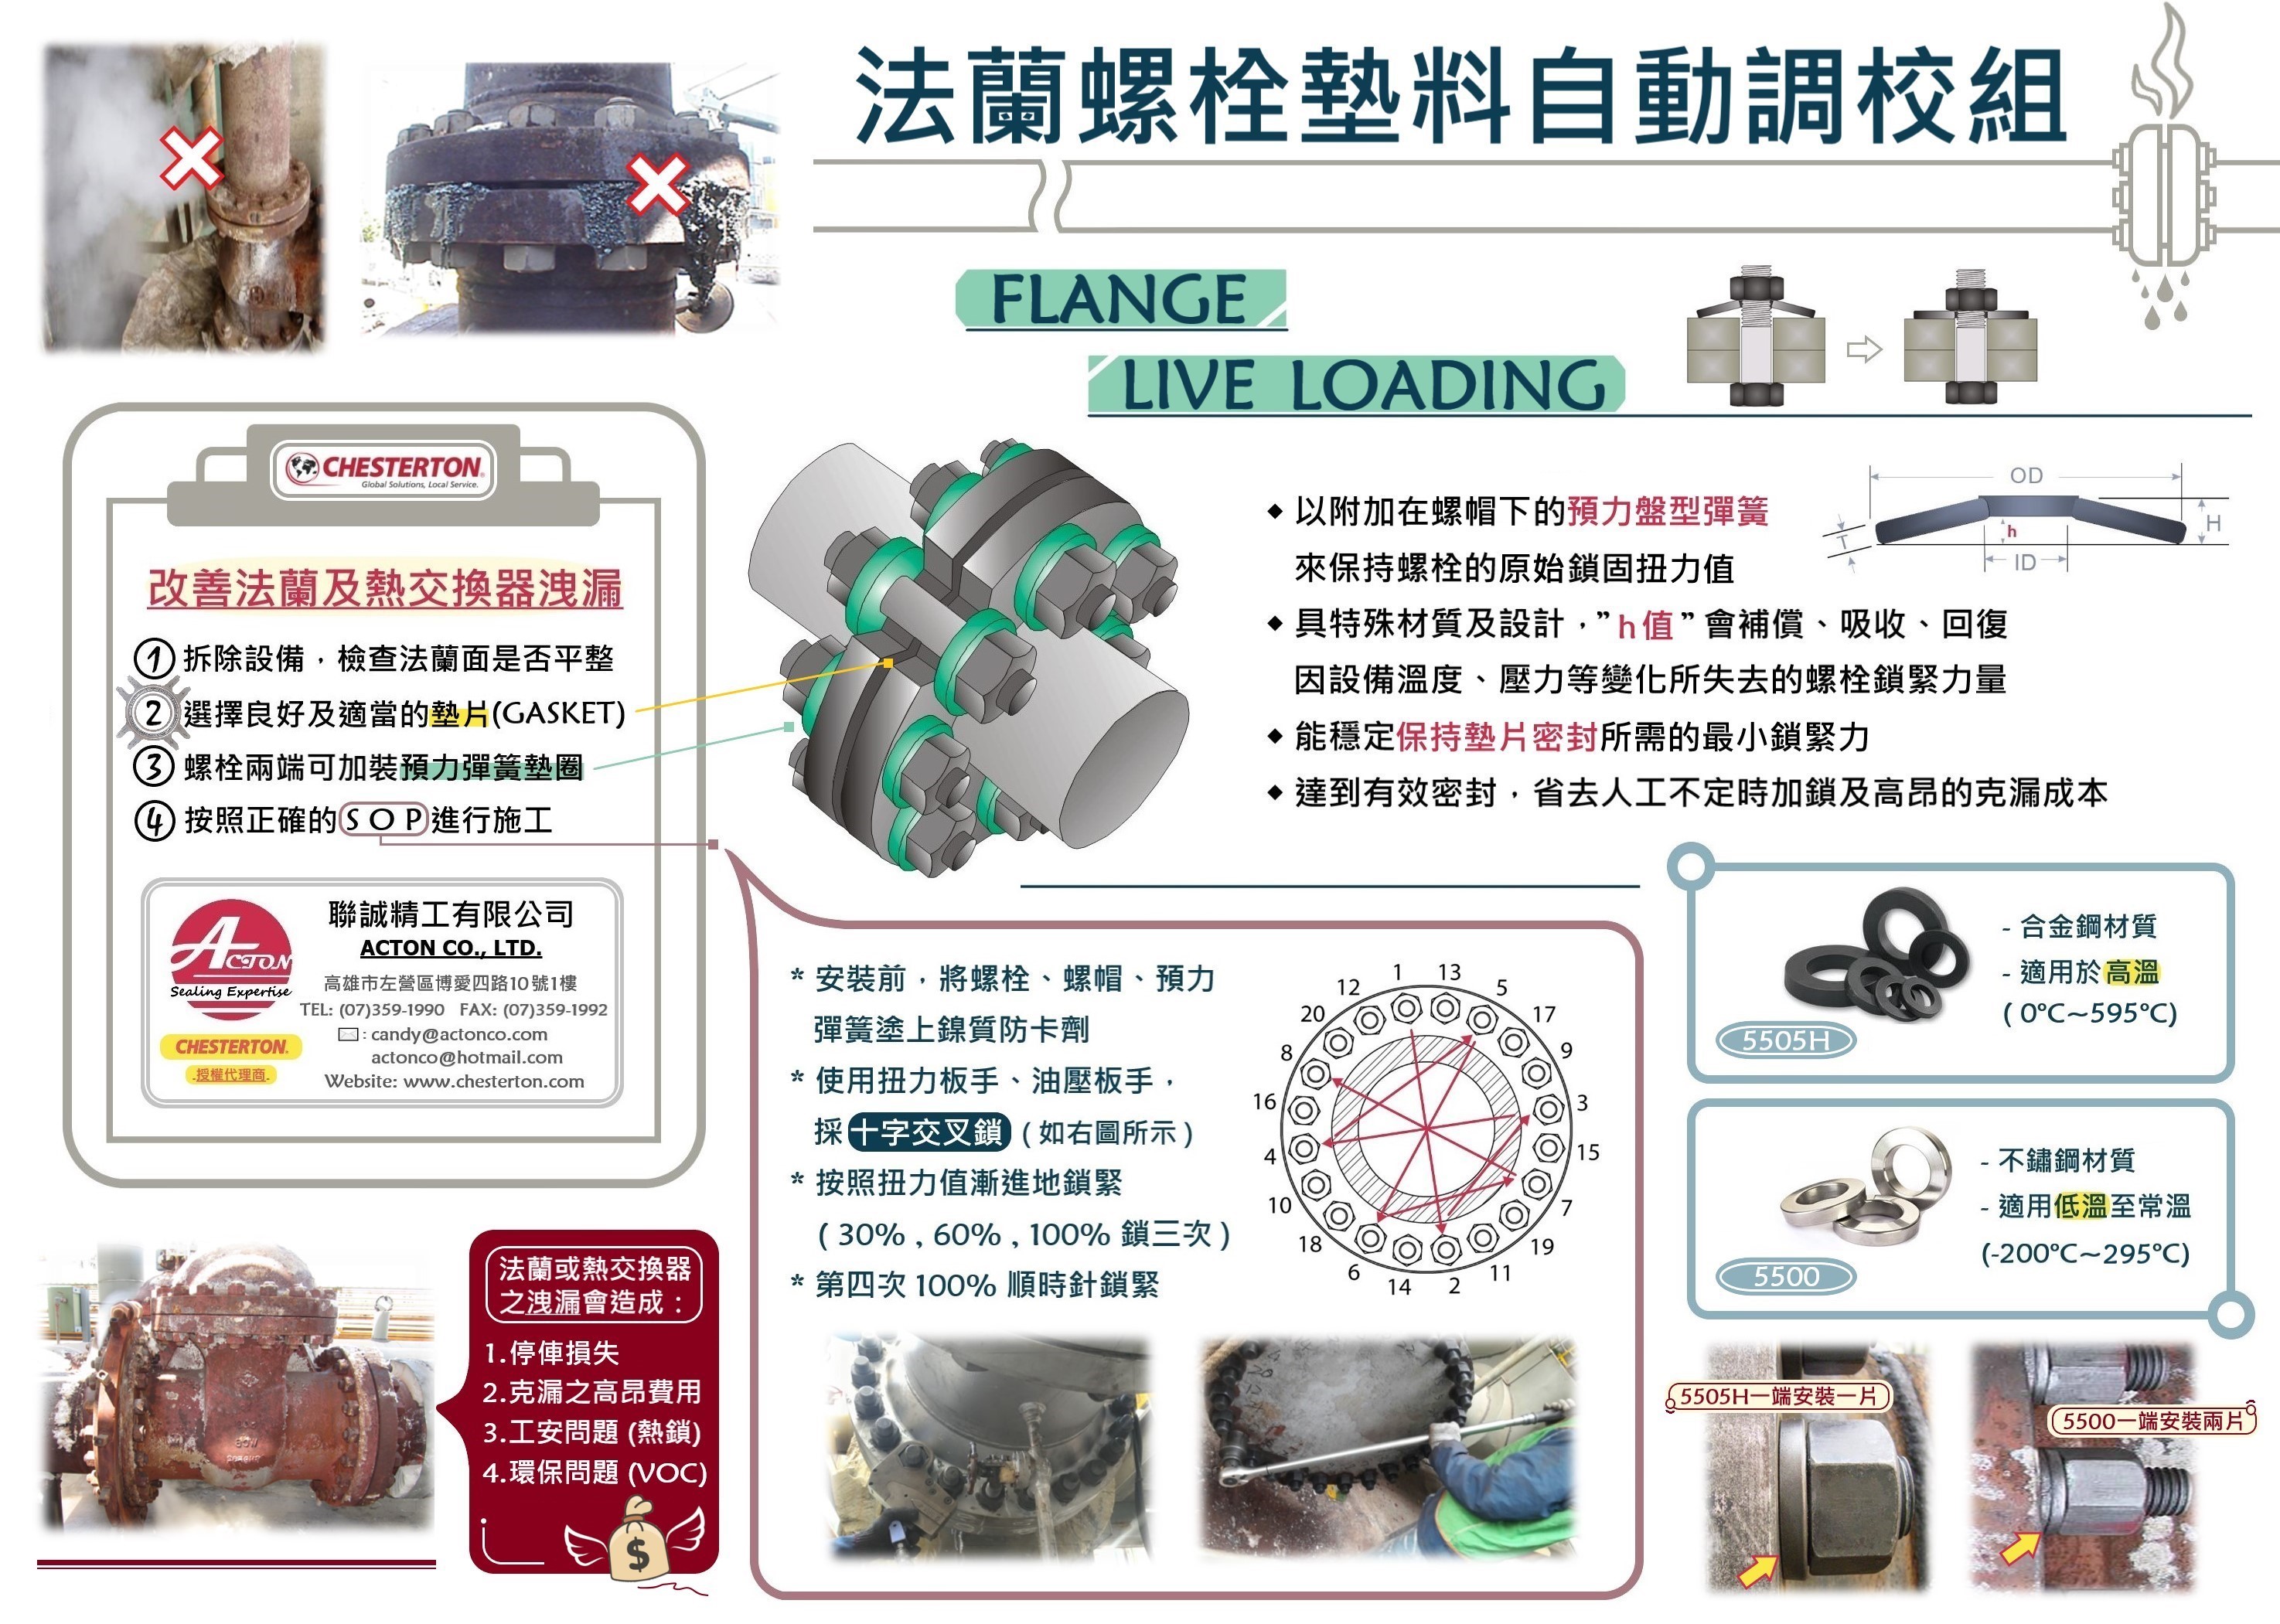 法蘭螺栓墊料自動調校組
FLANGE
LIVE LOADING
CHESTERTON
Global Solutions, Local Service.
改善法蘭及熱交換器洩漏
① 拆除設備，檢查法蘭面是否平整
② 選擇良好及適當的墊片(GASKET)
③ 螺栓兩端可加裝預力彈簧墊圈
④ 按照正確的SOP進行施工
ACTON
Sealing Expertise
CHESTERTON.
授權代理商
聯誠精工有限公司
ACTON CO., LTD.
高雄市左營區博愛四路10號1樓
TEL: (07)359-1990 FAX: (07)359-1992
: candy@actonco.com
actonco@hotmail.com
Website: www.chesterton.com
OD
H
h
T
ID
◆ 以附加在螺帽下的預力盤型彈簧
來保持螺栓的原始鎖固扭力值
◆ 具特殊材質及設計，”h值”會補償、吸收、回復
因設備溫度、壓力等變化所失去的螺栓鎖緊力量
◆ 能穩定保持墊片密封所需的最小鎖緊力
◆ 達到有效密封，省去人工不定時加鎖及高昂的克漏成本
* 安裝前，將螺栓、螺帽、預力
彈簧塗上鎳質防卡劑
* 使用扭力板手、油壓板手，
採 十字交叉鎖 (如右圖所示)
* 按照扭力值漸進地鎖緊
(30% , 60% , 100% 鎖三次)
* 第四次 100% 順時針鎖緊
1
13
5
17
9
3
15
7
19
11
2
14
6
18
10
4
16
8
20
12
- 合金鋼材質
- 適用於高溫
( 0℃~595℃)
5505H
- 不鏽鋼材質
- 適用低溫至常溫
(-200℃~295℃)
5500
5505H一端安裝一片
5500一端安裝兩片
法蘭或熱交換器
之洩漏會造成：
1.停俥損失
2.克漏之高昂費用
3.工安問題 (熱鎖)
4.環保問題 (VOC)
$